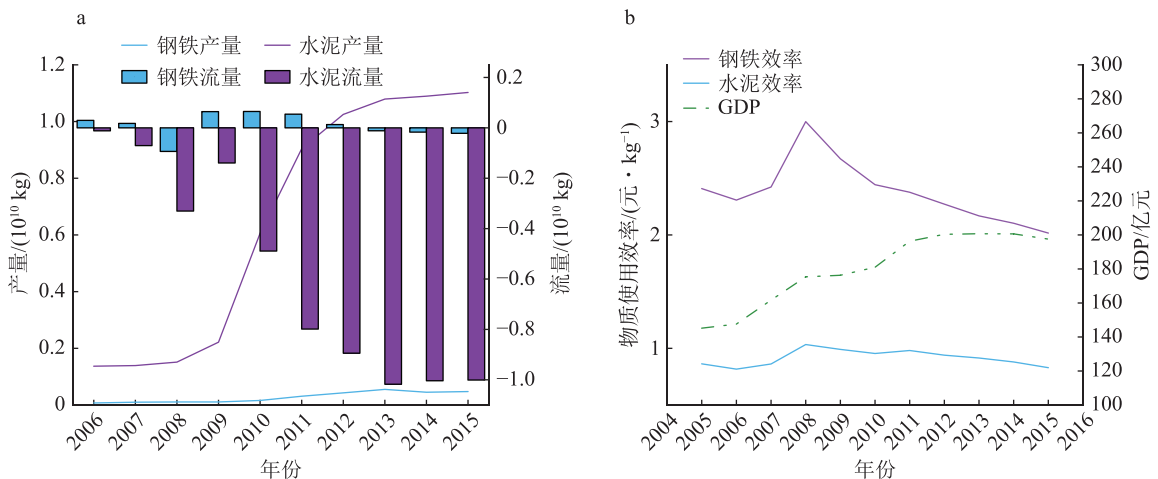 a
钢铁产量
水泥产量
钢铁流量
水泥流量
1.2
1.0
0.8
0.6
0.4
0.2
0
产量/(10¹⁰ kg)
0.2
0
−0.2
−0.4
−0.6
−0.8
−1.0
流量/(10¹⁰ kg)
2006 2007 2008 2009 2010 2011 2012 2013 2014 2015
年份
b
钢铁效率
水泥效率
GDP
3
2
1
物质使用效率/(元·kg⁻¹)
300
280
260
240
220
200
180
160
140
120
100
GDP/亿元
2004 2005 2006 2007 2008 2009 2010 2011 2012 2013 2014 2015 2016
年份